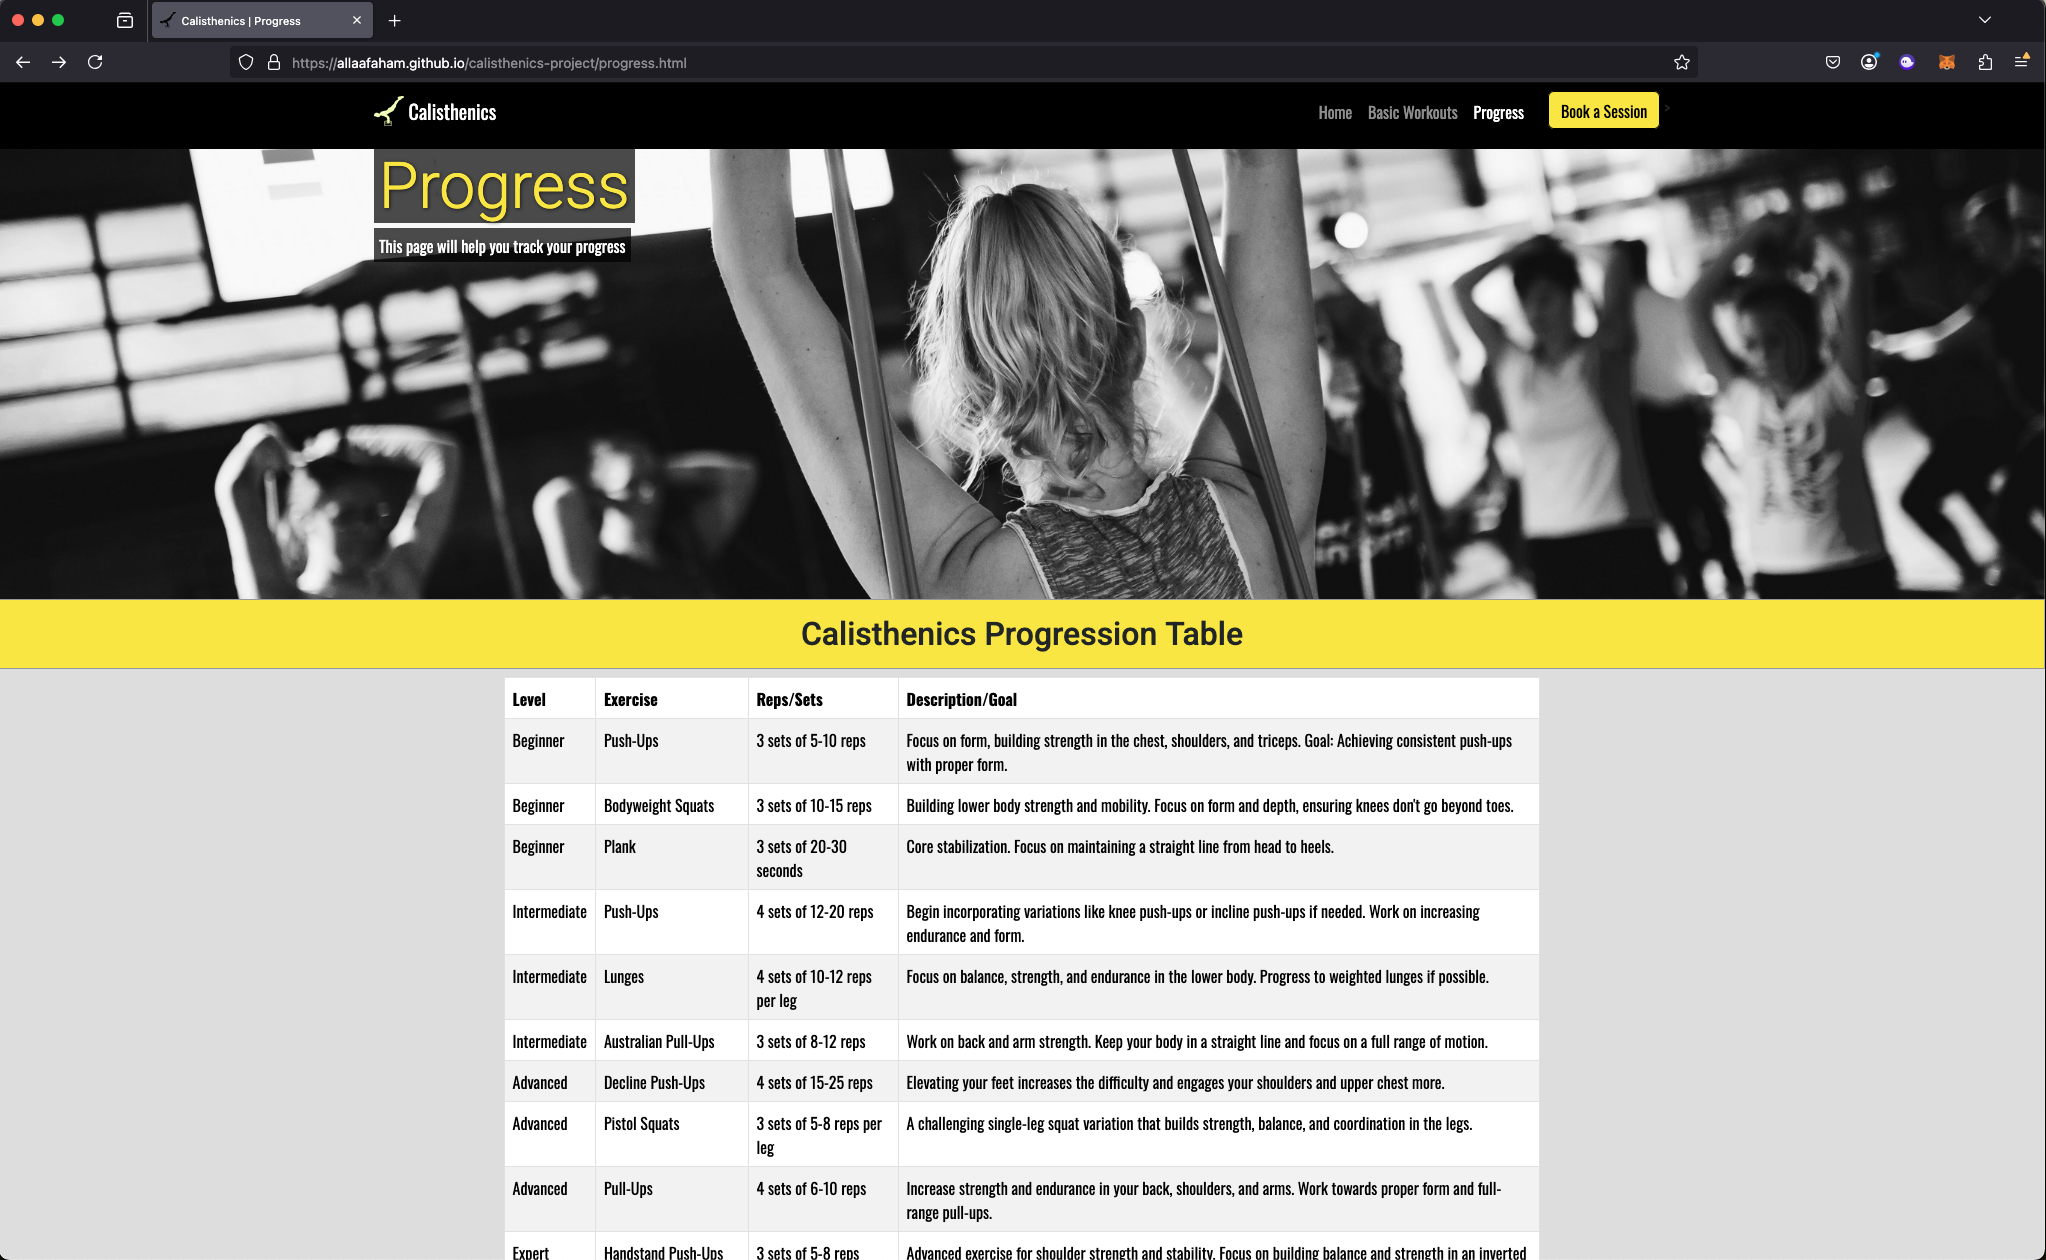 Calisthenics | Progress
https://allaafaham.github.io/calisthenics-project/progress.html
Calisthenics
Home Basic Workouts Progress Book a Session >
Progress
This page will help you track your progress
Calisthenics Progression Table
Level Exercise Reps/Sets Description/Goal
Beginner Push-Ups 3 sets of 5-10 reps Focus on form, building strength in the chest, shoulders, and triceps. Goal: Achieving consistent push-ups
with proper form.
Beginner Bodyweight Squats 3 sets of 10-15 reps Building lower body strength and mobility. Focus on form and depth, ensuring knees don't go beyond toes.
Beginner Plank 3 sets of 20-30 Core stabilization. Focus on maintaining a straight line from head to heels.
seconds
Intermediate Push-Ups 4 sets of 12-20 reps Begin incorporating variations like knee push-ups or incline push-ups if needed. Work on increasing
endurance and form.
Intermediate Lunges 4 sets of 10-12 reps Focus on balance, strength, and endurance in the lower body. Progress to weighted lunges if possible.
per leg
Intermediate Australian Pull-Ups 3 sets of 8-12 reps Work on back and arm strength. Keep your body in a straight line and focus on a full range of motion.
Advanced Decline Push-Ups 4 sets of 15-25 reps Elevating your feet increases the difficulty and engages your shoulders and upper chest more.
Advanced Pistol Squats 3 sets of 5-8 reps per A challenging single-leg squat variation that builds strength, balance, and coordination in the legs.
leg
Advanced Pull-Ups 4 sets of 6-10 reps Increase strength and endurance in your back, shoulders, and arms. Work towards proper form and full-
range pull-ups.
Expert Handstand Push-Ups 3 sets of 5-8 reps Advanced exercise for shoulder strength and stability. Focus on building balance and strength in an inverted